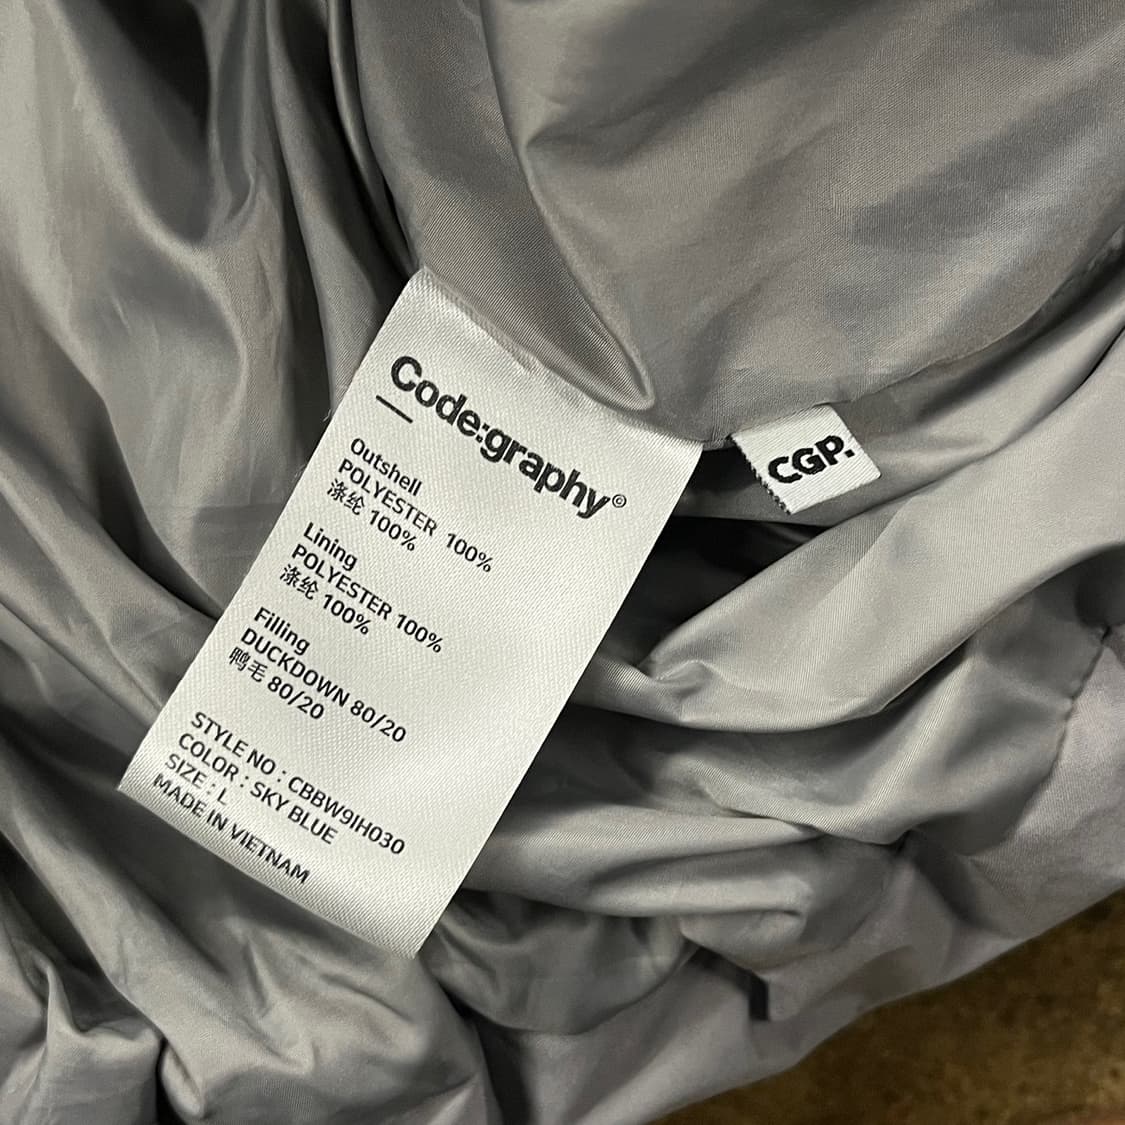 Code:graphy©
Outshell
POLYESTER 100%
涤纶 100%
Lining
POLYESTER 100%
涤纶 100%
Filling
DUCKDOWN 80/20
鸭毛 80/20
STYLE NO : CBBW9IH030
COLOR : SKY BLUE
SIZE : L
MADE IN VIETNAM
CGP.